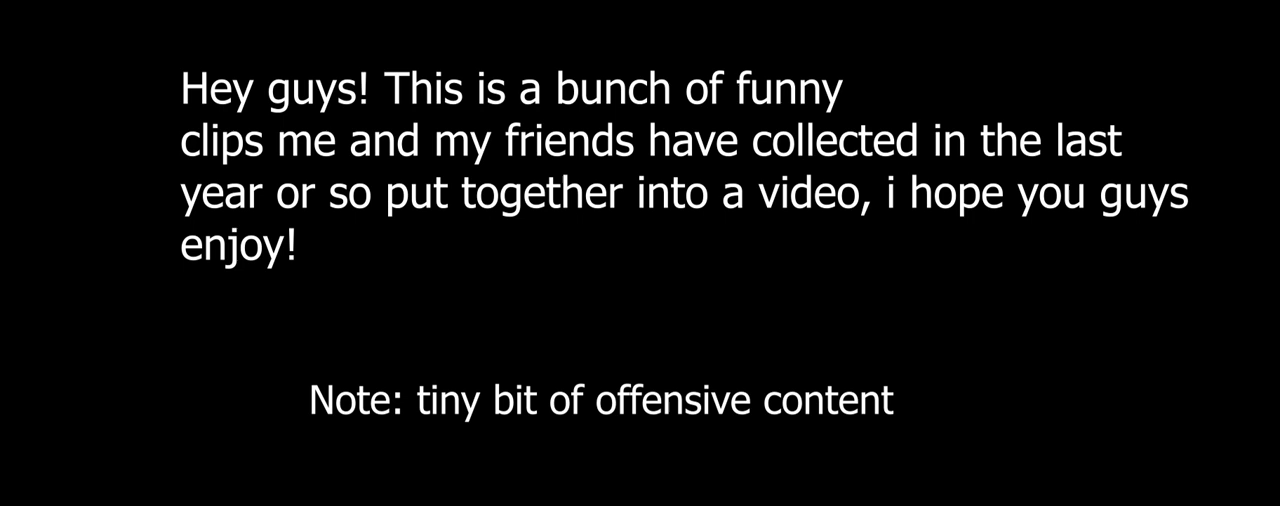 Hey guys! This is a bunch of funny
clips me and my friends have collected in the last
year or so put together into a video, i hope you guys
enjoy!
Note: tiny bit of offensive content